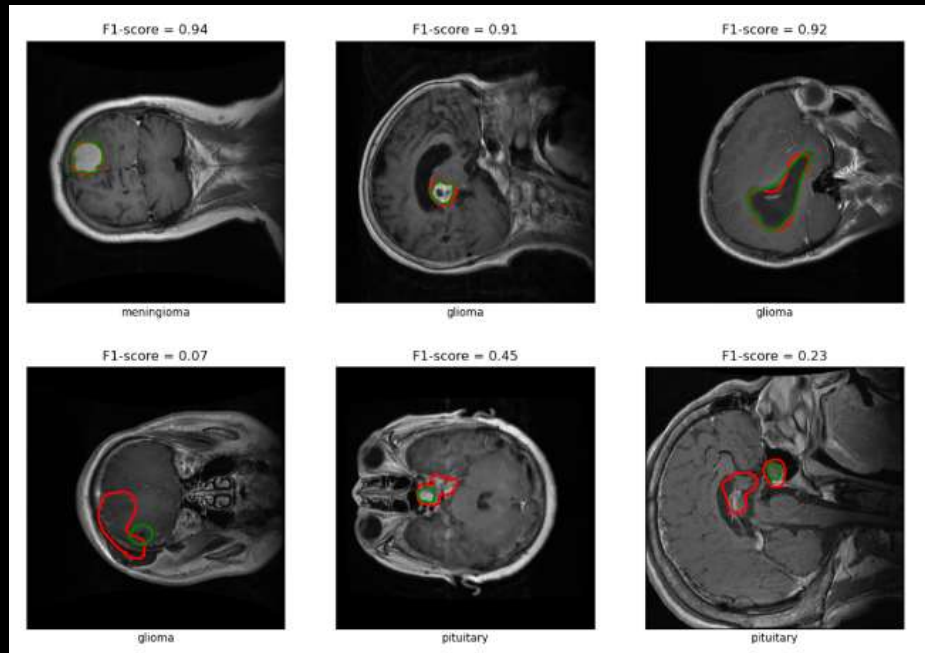 F1-score = 0.94
F1-score = 0.91
F1-score = 0.92
meningioma
glioma
glioma
F1-score = 0.07
F1-score = 0.45
F1-score = 0.23
glioma
pituitary
pituitary